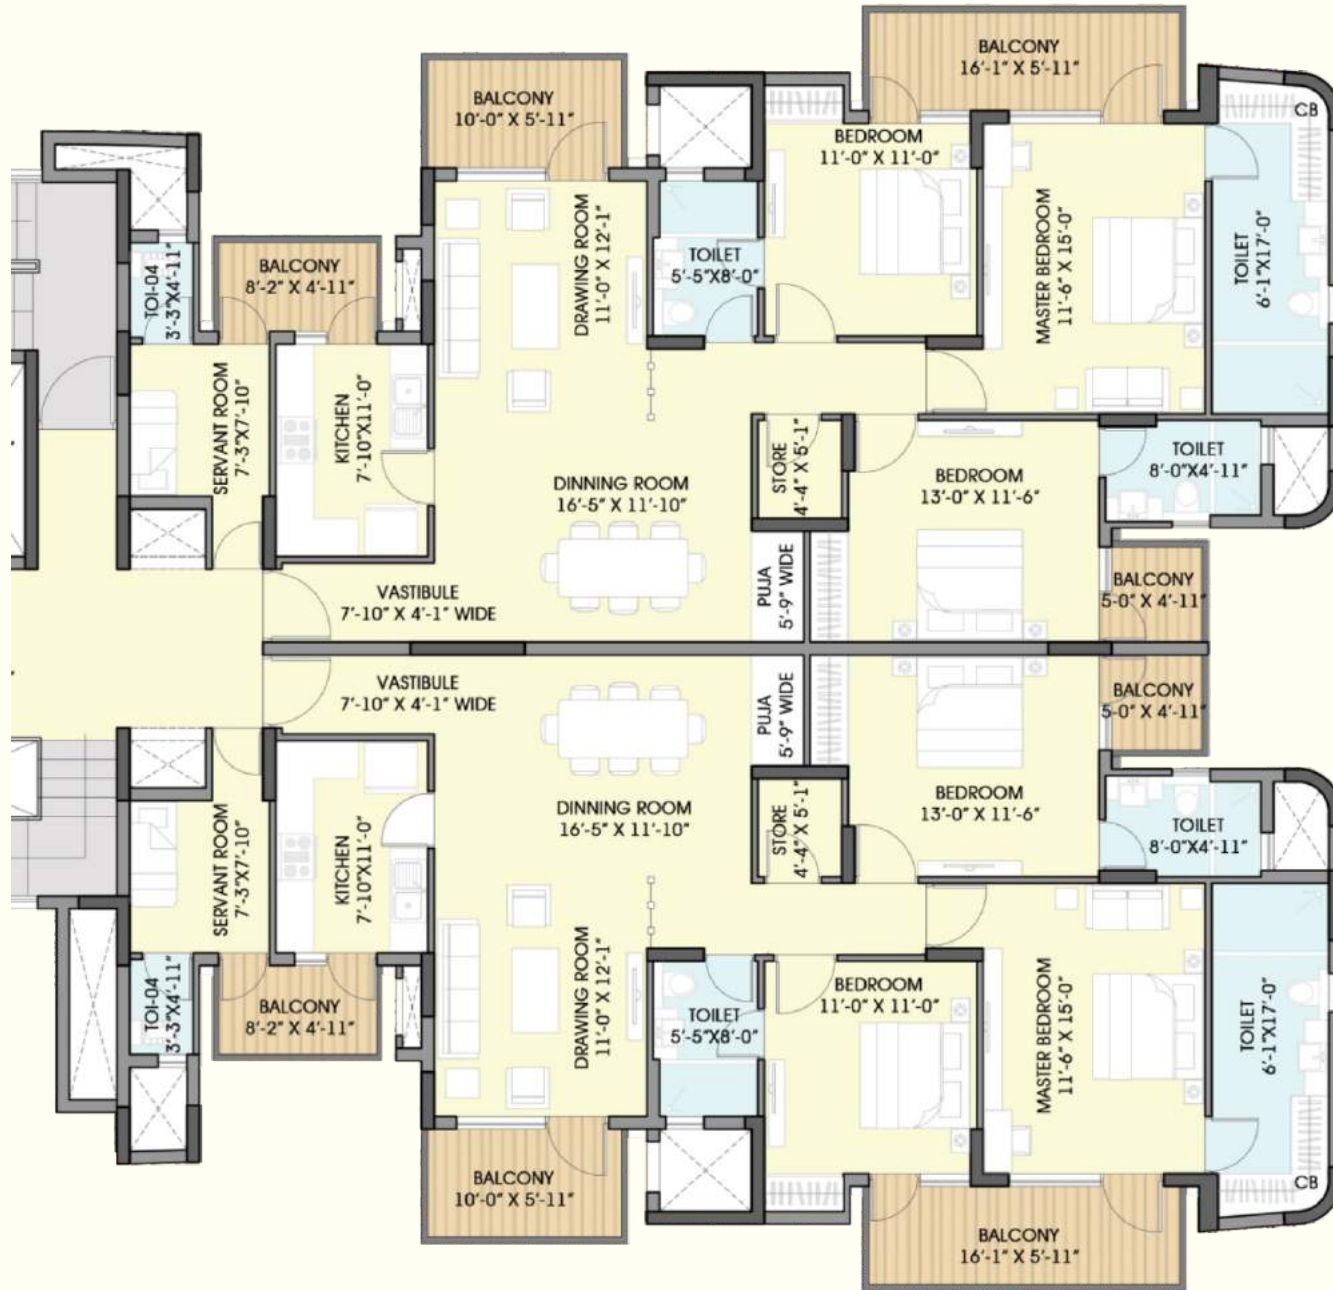 BALCONY
16'-1" X 5'-11"
BALCONY
10'-0" X 5'-11"
CB
BEDROOM
11'-0" X 11'-0"
DRAWING ROOM
11'-0" X 12'-1"
MASTER BEDROOM
11'-6" X 15'-0"
TOILET
6'-1"X17'-0"
TOI-04
3'-3"X4'-11"
BALCONY
8'-2" X 4'-11"
TOILET
5'-5"X8'-0"
SERVANT ROOM
7'-3"X7'-10"
KITCHEN
7'-10"X11'-0"
DINNING ROOM
16'-5" X 11'-10"
STORE
4'-4" X 5'-1"
BEDROOM
13'-0" X 11'-6"
TOILET
8'-0"X4'-11"
VASTIBULE
7'-10" X 4'-1" WIDE
PUJA
5'-9" WIDE
BALCONY
5-0" X 4'-11"
VASTIBULE
7'-10" X 4'-1" WIDE
PUJA
5'-9" WIDE
BALCONY
5-0" X 4'-11"
DINNING ROOM
16'-5" X 11'-10"
STORE
4'-4" X 5'-1"
BEDROOM
13'-0" X 11'-6"
TOILET
8'-0"X4'-11"
SERVANT ROOM
7'-3"X7'-10"
KITCHEN
7'-10"X11'-0"
TOI-04
3'-3"X4'-11"
BALCONY
8'-2" X 4'-11"
DRAWING ROOM
11'-0" X 12'-1"
TOILET
5'-5"X8'-0"
BEDROOM
11'-0" X 11'-0"
MASTER BEDROOM
11'-6" X 15'-0"
TOILET
6'-1"X17'-0"
BALCONY
10'-0" X 5'-11"
CB
BALCONY
16'-1" X 5'-11"